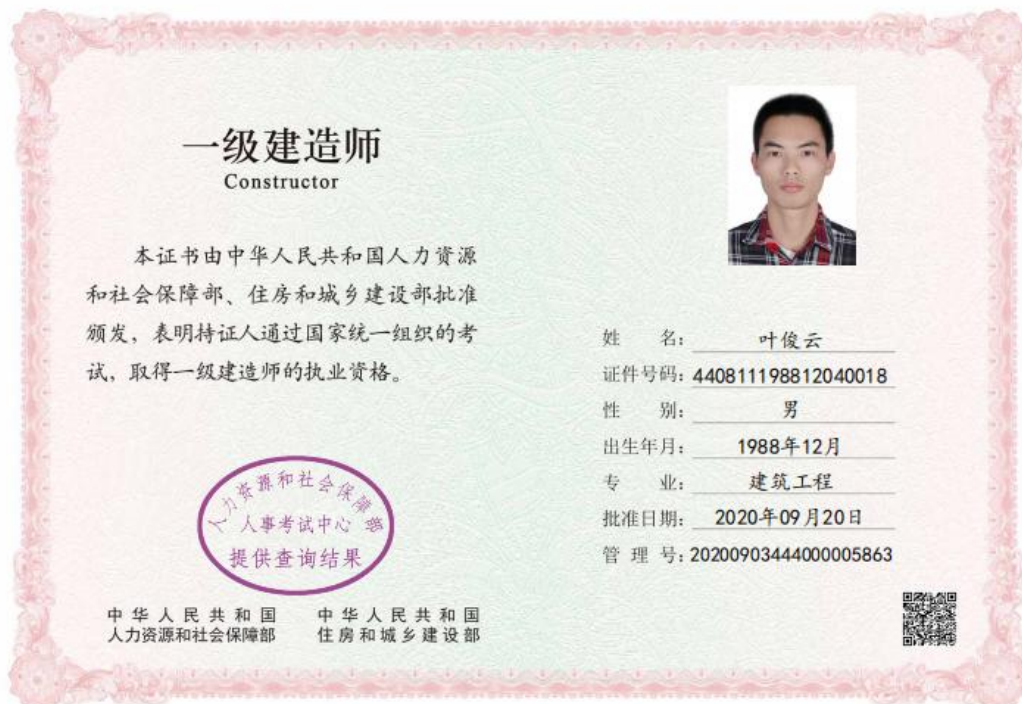 一级建造师
Constructor
本证书由中华人民共和国人力资源
和社会保障部、住房和城乡建设部批准
颁发，表明持证人通过国家统一组织的考
试，取得一级建造师的执业资格。
人力资源和社会保障部
人事考试中心
提供查询结果
中华人民共和国
人力资源和社会保障部
中华人民共和国
住房和城乡建设部
姓 名： 叶俊云
证件号码：440811198812040018
性 别： 男
出生年月： 1988年12月
专 业： 建筑工程
批准日期： 2020年09月20日
管 理 号：20200903444000005863